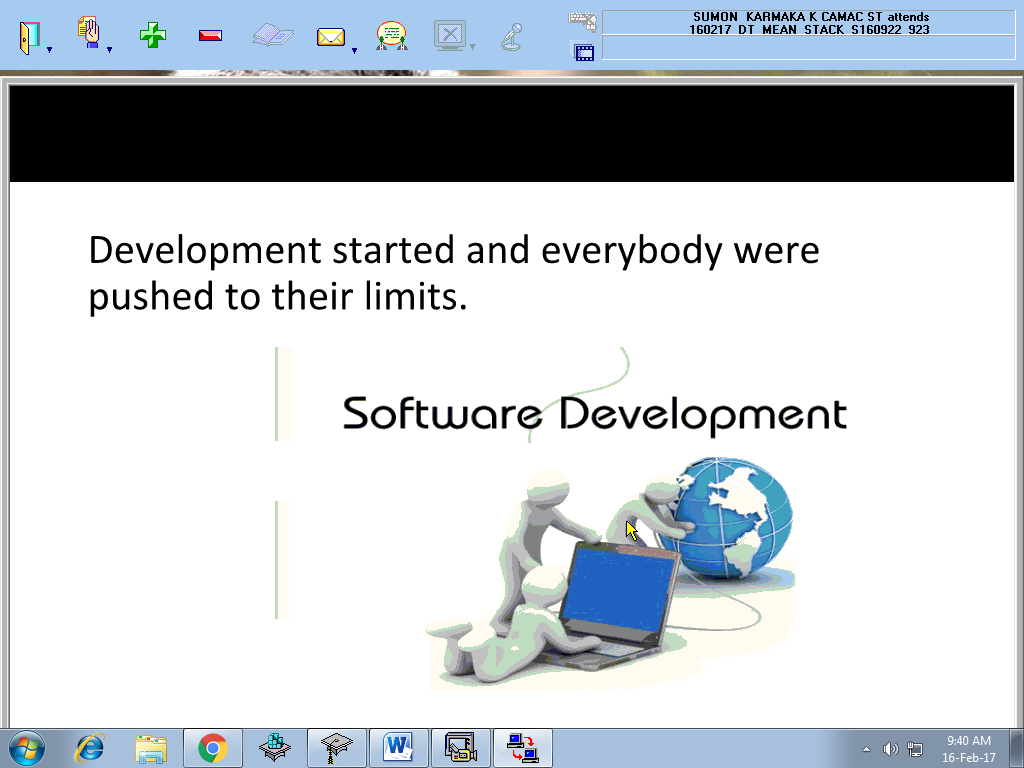 SUMON KARMAKA K CAMAC ST attends
160217 DT MEAN STACK S160922 923
Development started and everybody were
pushed to their limits.
Software Development
9:40 AM
16-Feb-17